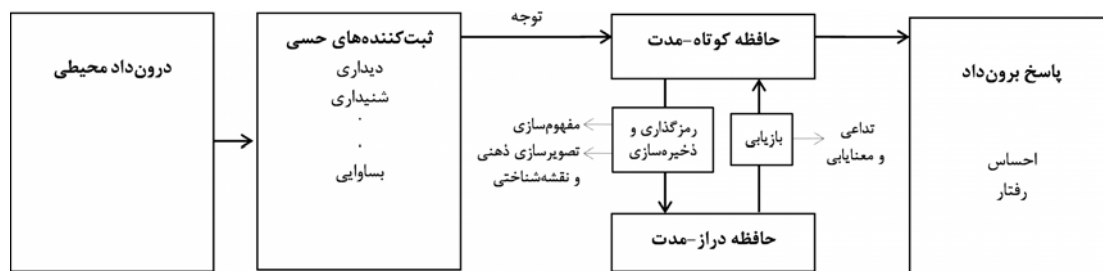 درون‌داد محیطی
ثبت‌کننده‌های حسی
دیداری
شنیداری
.
.
بساوایی
توجه
حافظه کوتاه-مدت
رمزگذاری و
ذخیره‌سازی
مفهوم‌سازی
تصویرسازی ذهنی
و نقشه‌شناختی
بازیابی
تداعی
و معنایابی
حافظه دراز-مدت
پاسخ برون‌داد
احساس
رفتار